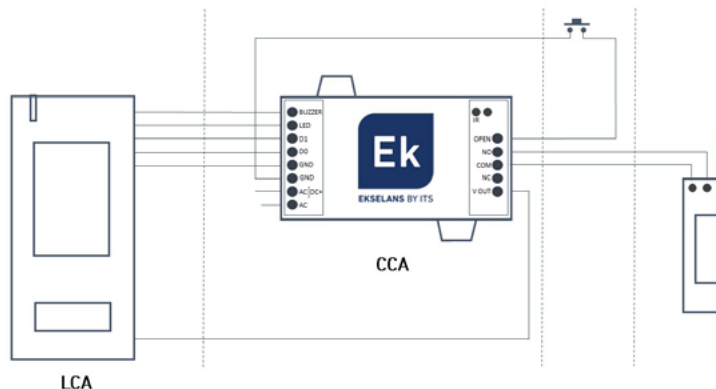 BUZZER
LED
D1
D0
GND
GND
AC|DC+
AC
Ek
EKSELANS BY ITS
IR
OPEN
NO
COM
NC
V OUT
CCA
LCA